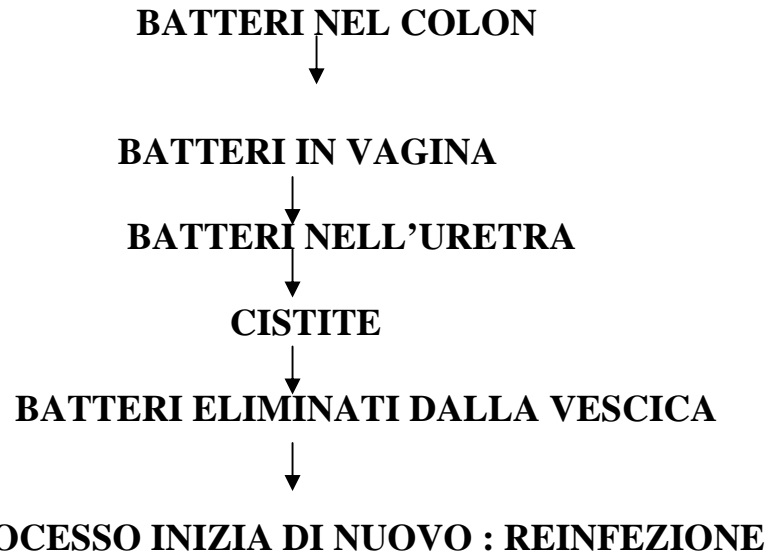 BATTERI NEL COLON
BATTERI IN VAGINA
BATTERI NELL’URETRA
CISTITE
BATTERI ELIMINATI DALLA VESCICA
OCESSO INIZIA DI NUOVO : REINFEZIONE